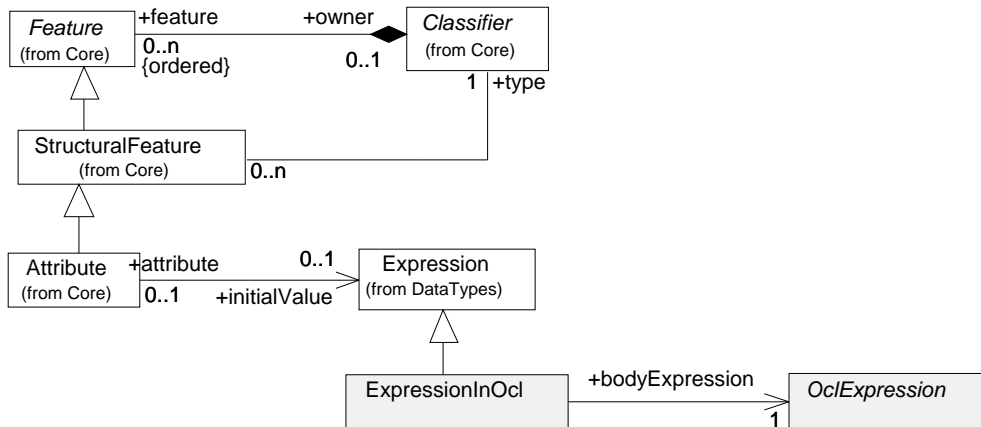 Feature
(from Core)
+feature
0..n
{ordered}
+owner
0..1
Classifier
(from Core)
1
+type
StructuralFeature
(from Core)
0..n
Attribute
(from Core)
+attribute
0..1
0..1
+initialValue
Expression
(from DataTypes)
ExpressionInOcl
+bodyExpression
1
OclExpression